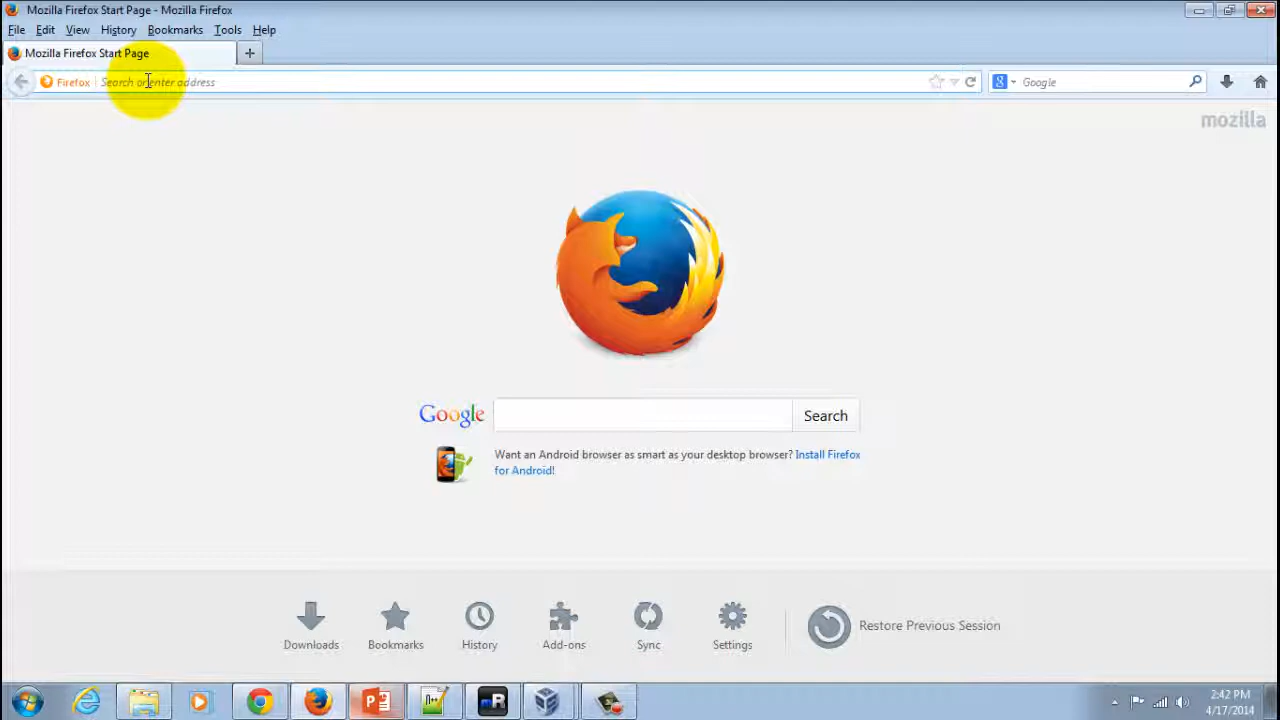 Mozilla Firefox Start Page - Mozilla Firefox
File Edit View History Bookmarks Tools Help
Mozilla Firefox Start Page +
Firefox Search or enter address 8 Google
mozilla
Google Search
Want an Android browser as smart as your desktop browser? Install Firefox
for Android!
Downloads Bookmarks History Add-ons Sync Settings Restore Previous Session
2:42 PM
4/17/2014